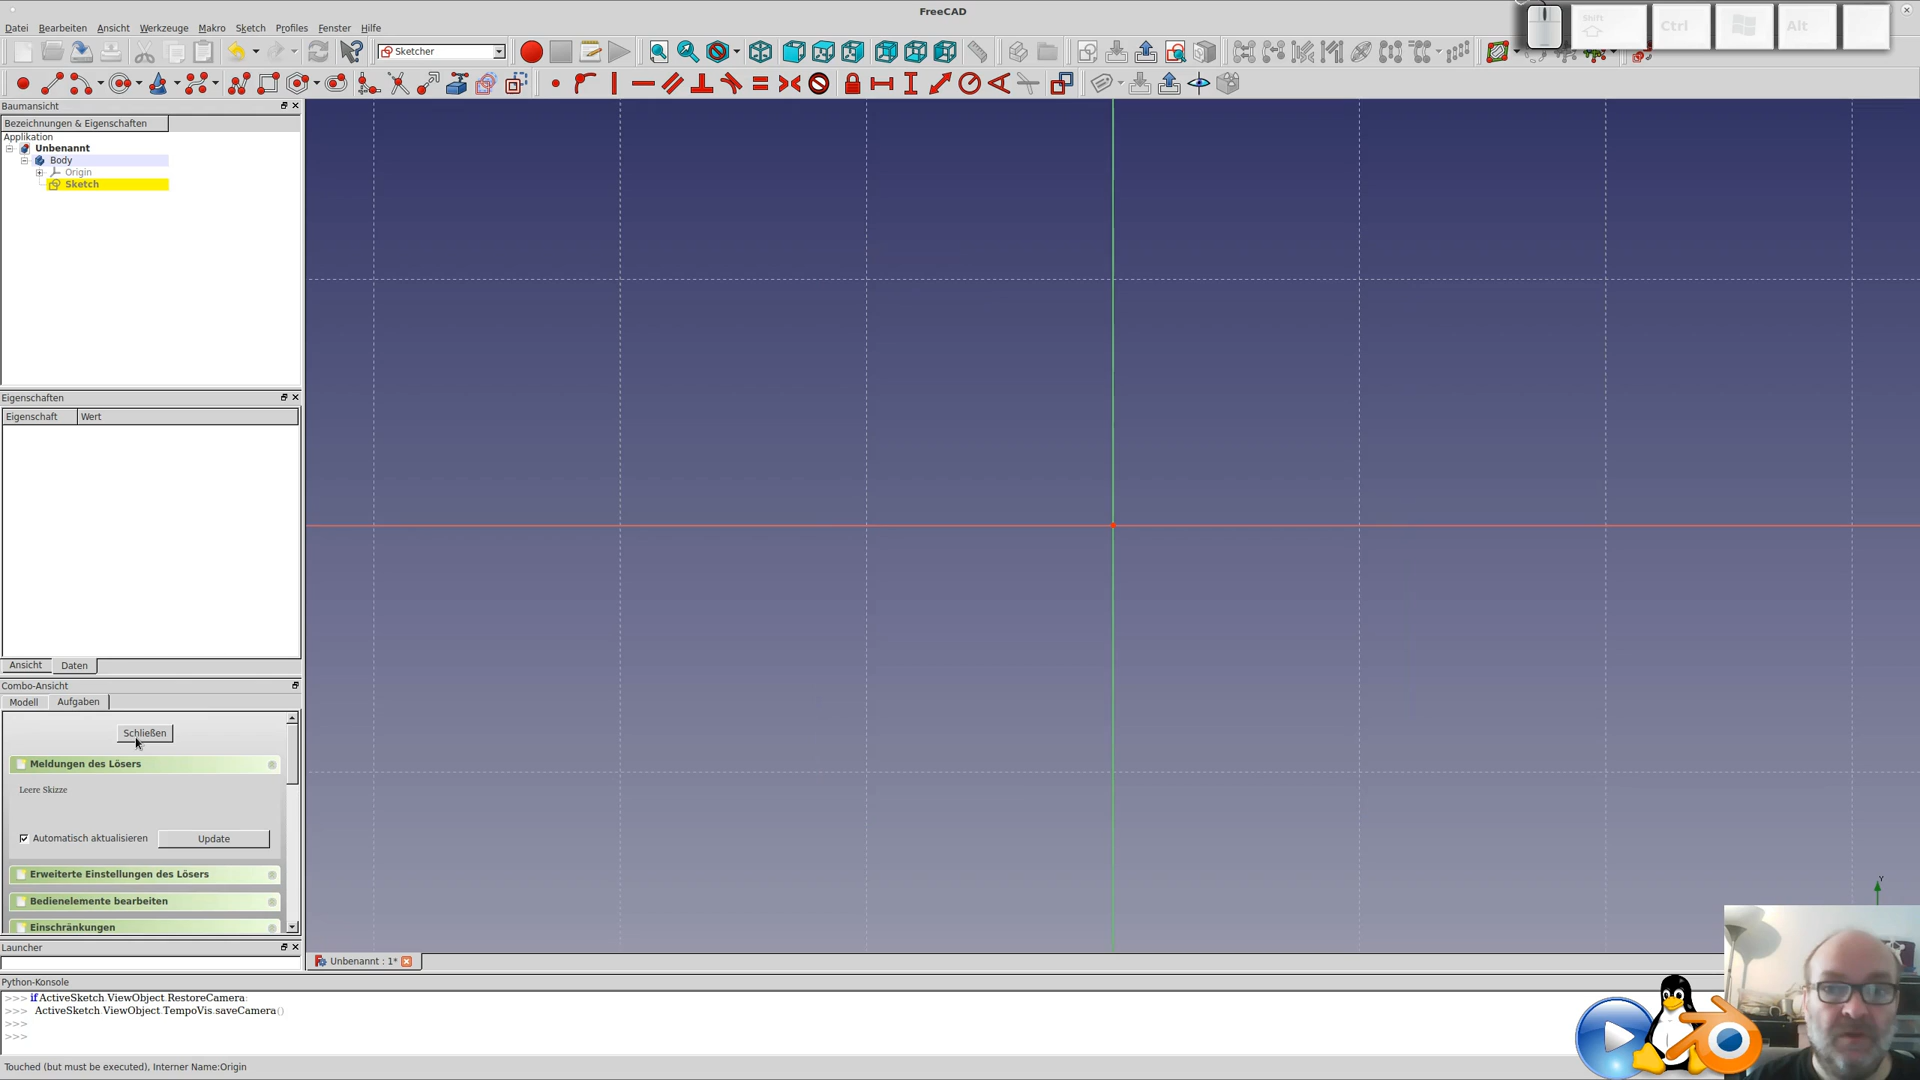 FreeCAD
Datei Bearbeiten Ansicht Werkzeuge Makro Sketch Profiles Fenster Hilfe
Sketcher
Shift Ctrl Alt
Baumansicht
Bezeichnungen & Eigenschaften
Applikation
Unbenannt
Body
Origin
Sketch
Eigenschaften
Eigenschaft Wert
Ansicht Daten
Combo-Ansicht
Modell Aufgaben
Schließen
Meldungen des Lösers
Leere Skizze
Automatisch aktualisieren Update
Erweiterte Einstellungen des Lösers
Bedienelemente bearbeiten
Einschränkungen
Y
Launcher
Unbenannt : 1*
Python-Konsole
>>> if ActiveSketch.ViewObject.RestoreCamera:
>>>   ActiveSketch.ViewObject.TempoVis.saveCamera()
>>>
>>>
Touched (but must be executed), Interner Name:Origin